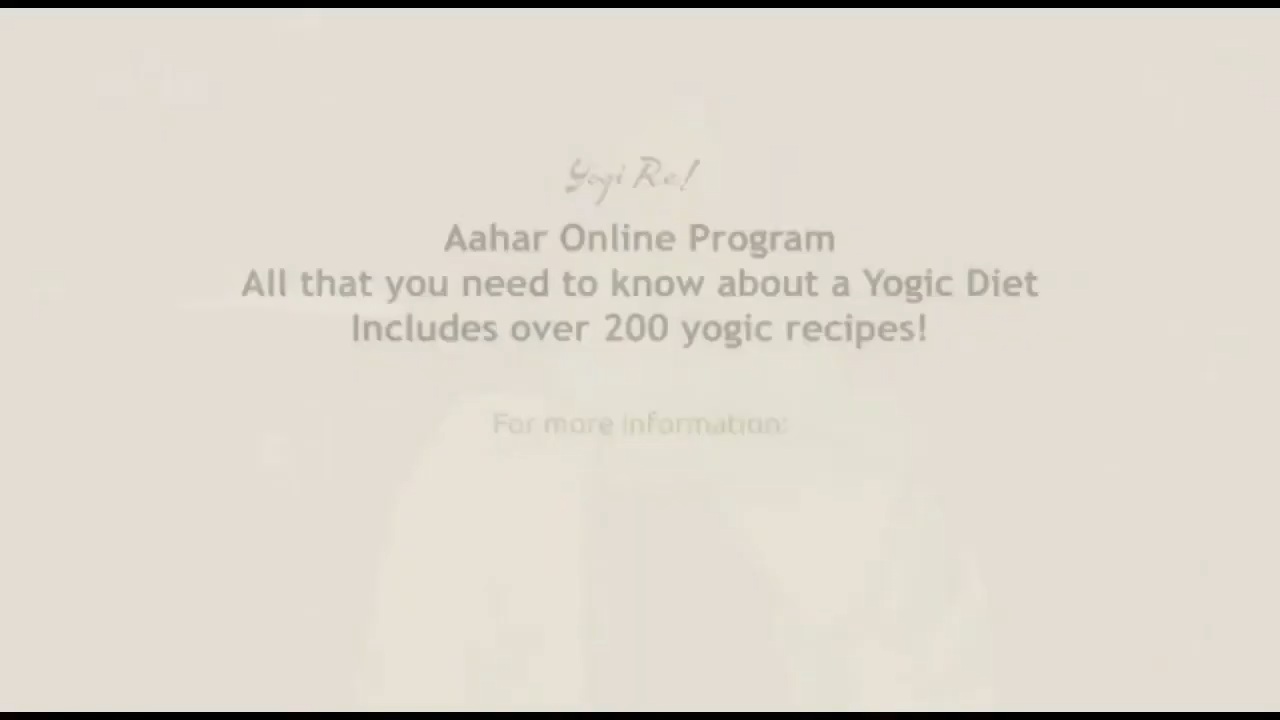 Yogi Re!
Aahar Online Program
All that you need to know about a Yogic Diet
Includes over 200 yogic recipes!
For more information: